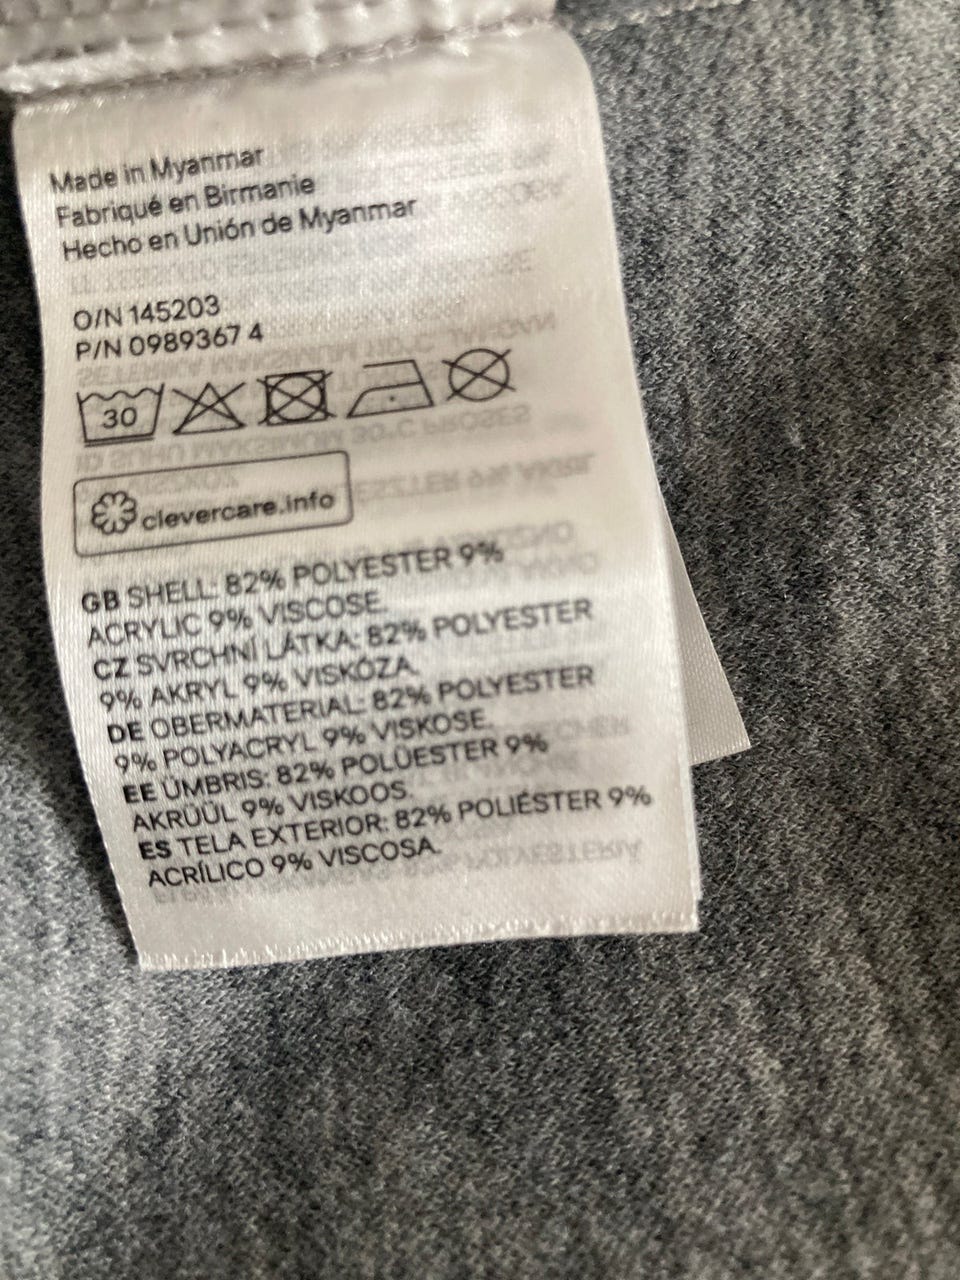 Made in Myanmar
Fabriqué en Birmanie
Hecho en Unión de Myanmar
O/N 145203
P/N 0989367 4
30
clevercare.info
GB SHELL: 82% POLYESTER 9%
ACRYLIC 9% VISCOSE.
CZ SVRCHNÍ LÁTKA: 82% POLYESTER
9% AKRYL 9% VISKÓZA.
DE OBERMATERIAL: 82% POLYESTER
9% POLYACRYL 9% VISKOSE.
EE ÜMBRIS: 82% POLÜESTER 9%
AKRÜÜL 9% VISKOOS.
ES TELA EXTERIOR: 82% POLIÉSTER 9%
ACRÍLICO 9% VISCOSA.